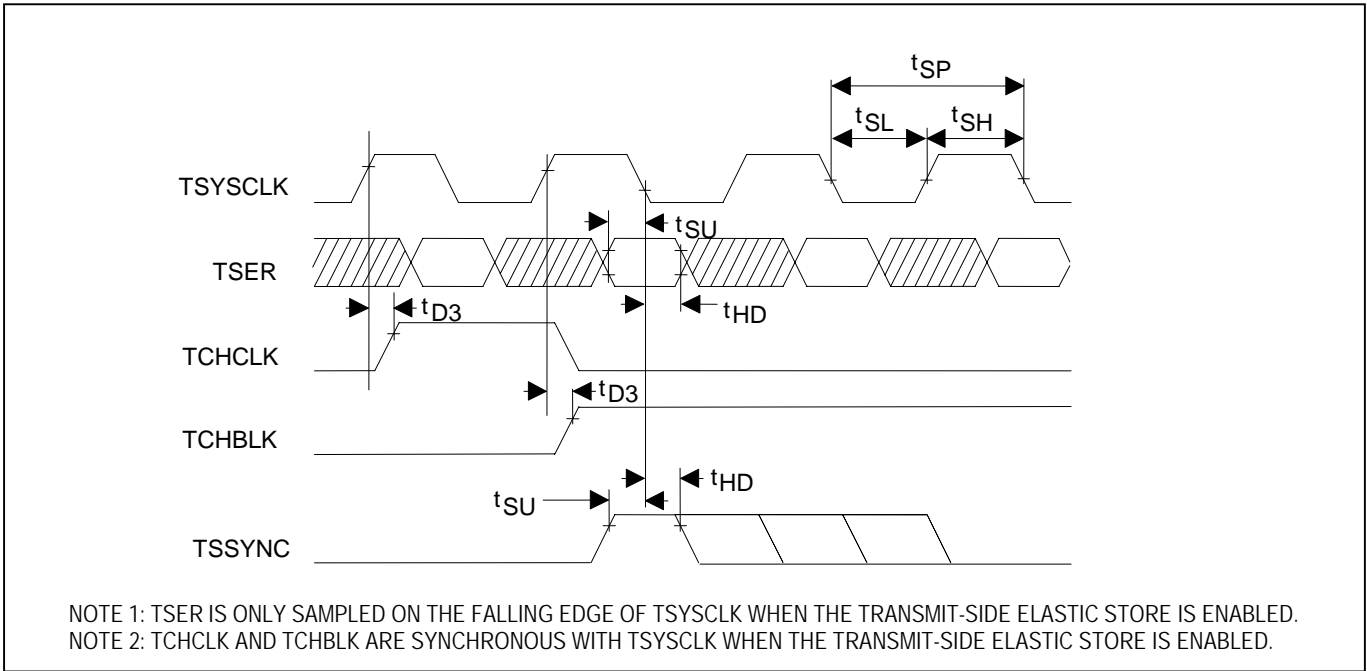 tSP
tSL
tSH
TSYSCLK
tSU
TSER
tHD
tD3
TCHCLK
tD3
TCHBLK
tHD
tSU
TSSYNC
NOTE 1: TSER IS ONLY SAMPLED ON THE FALLING EDGE OF TSYSCLK WHEN THE TRANSMIT-SIDE ELASTIC STORE IS ENABLED.
NOTE 2: TCHCLK AND TCHBLK ARE SYNCHRONOUS WITH TSYSCLK WHEN THE TRANSMIT-SIDE ELASTIC STORE IS ENABLED.